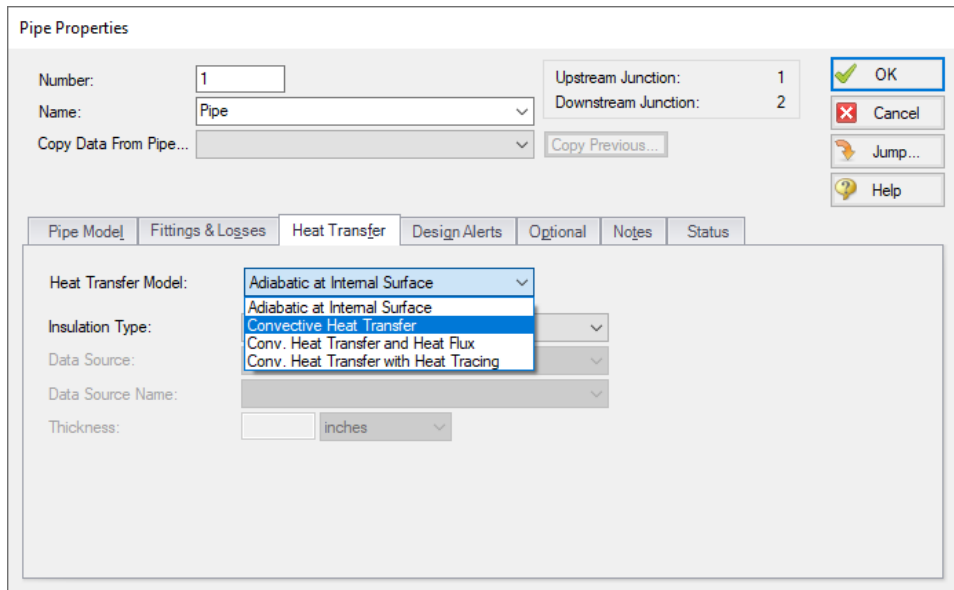 Pipe Properties
Number: 1
Upstream Junction: 1
OK
Name: Pipe
Downstream Junction: 2
Cancel
Copy Data From Pipe...
Copy Previous...
Jump...
Help
Pipe Model Fittings & Losses Heat Transfer Design Alerts Optional Notes Status
Heat Transfer Model: Adiabatic at Internal Surface
Adiabatic at Internal Surface
Insulation Type:
Convective Heat Transfer
Conv. Heat Transfer and Heat Flux
Data Source:
Conv. Heat Transfer with Heat Tracing
Data Source Name:
Thickness: inches